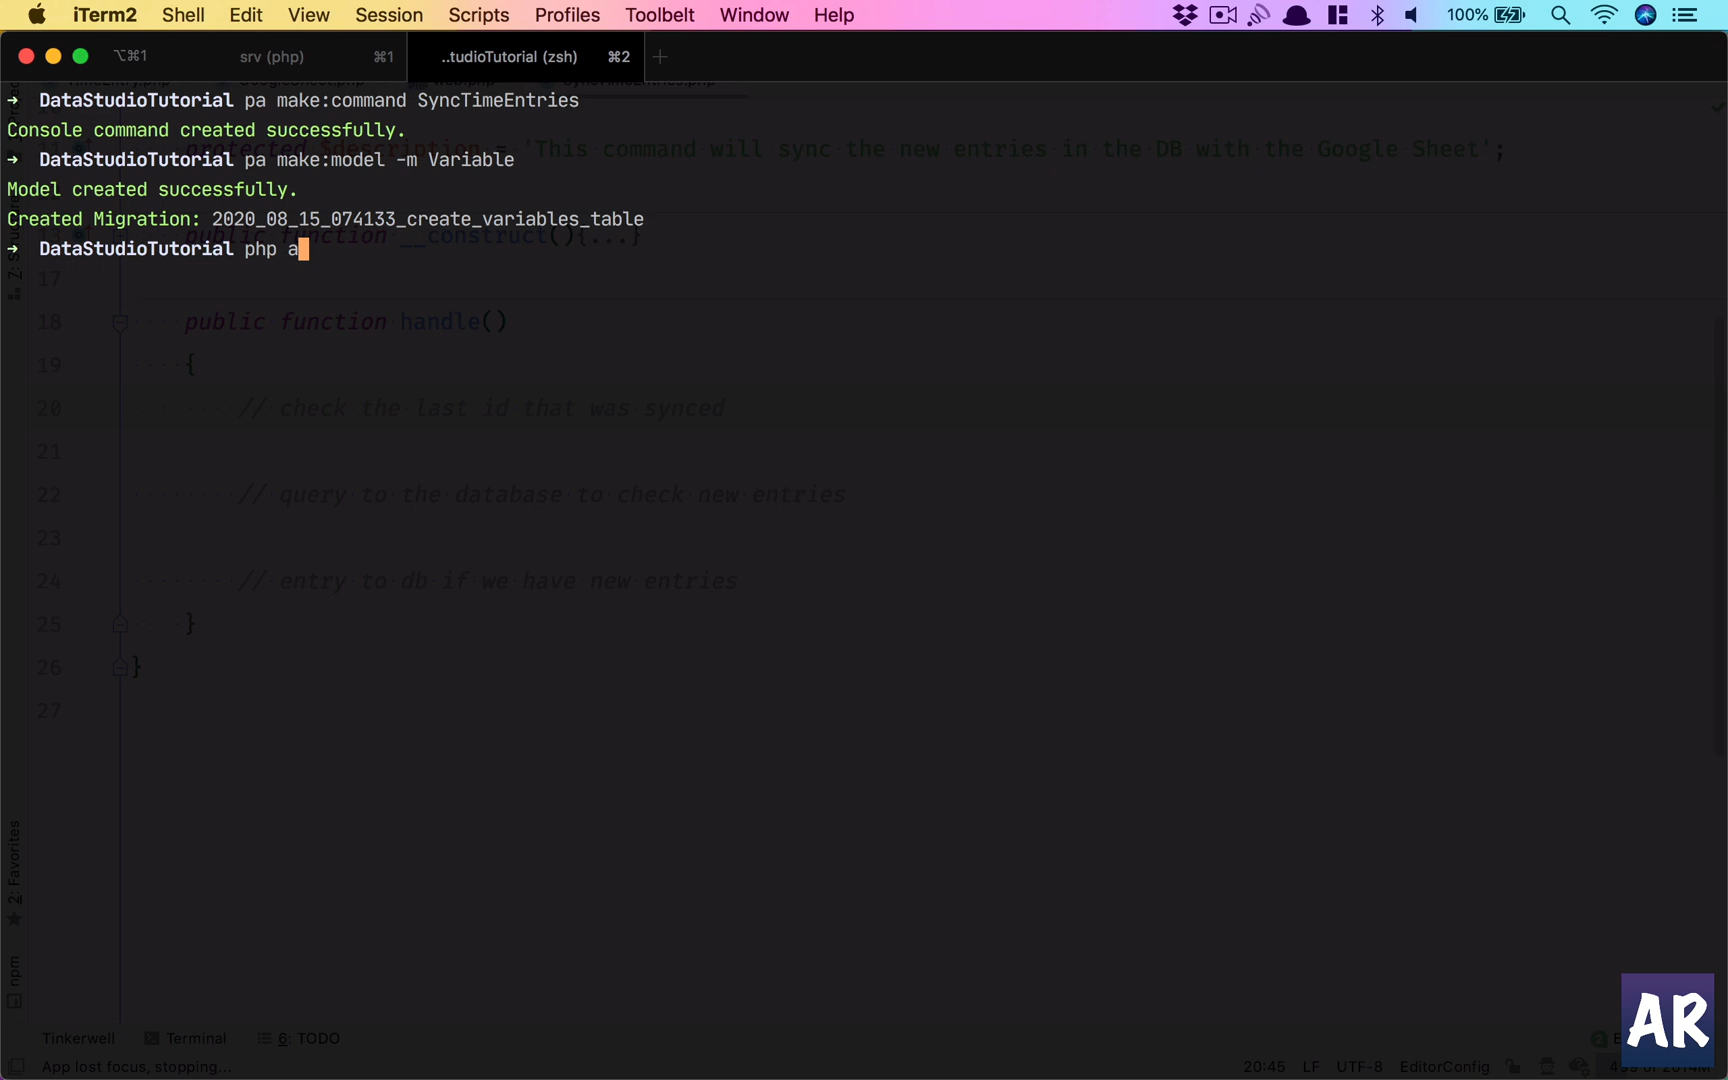 iTerm2 Shell Edit View Session Scripts Profiles Toolbelt Window Help 100%
⌥⌘1 srv (php) ⌘1 ..tudioTutorial (zsh) ⌘2 +
→ DataStudioTutorial pa make:command SyncTimeEntries
Console command created successfully.
11 protected $description = 'This command will sync the new entries in the DB with the Google Sheet';
→ DataStudioTutorial pa make:model -m Variable
Model created successfully.
Created Migration: 2020_08_15_074133_create_variables_table
13 public function __construct(){...}
→ DataStudioTutorial php a
17
18 public function handle()
19 {
20 // check the last id that was synced
21
22 // query to the database to check new entries
23
24 // entry to db if we have new entries
25 }
26 }
27
2: Favorites
npm
Tinkerwell Terminal 6: TODO
App lost focus, stopping... 20:45 LF UTF-8 EditorConfig
AR